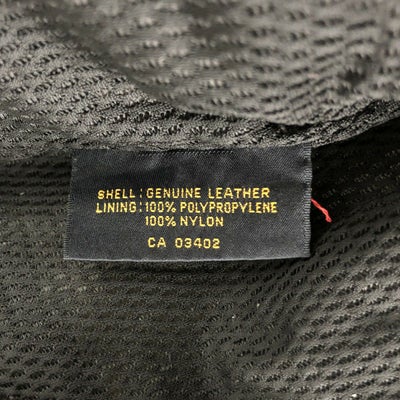 SHELL: GENUINE LEATHER
LINING: 100% POLYPROPYLENE
100% NYLON
CA 03402